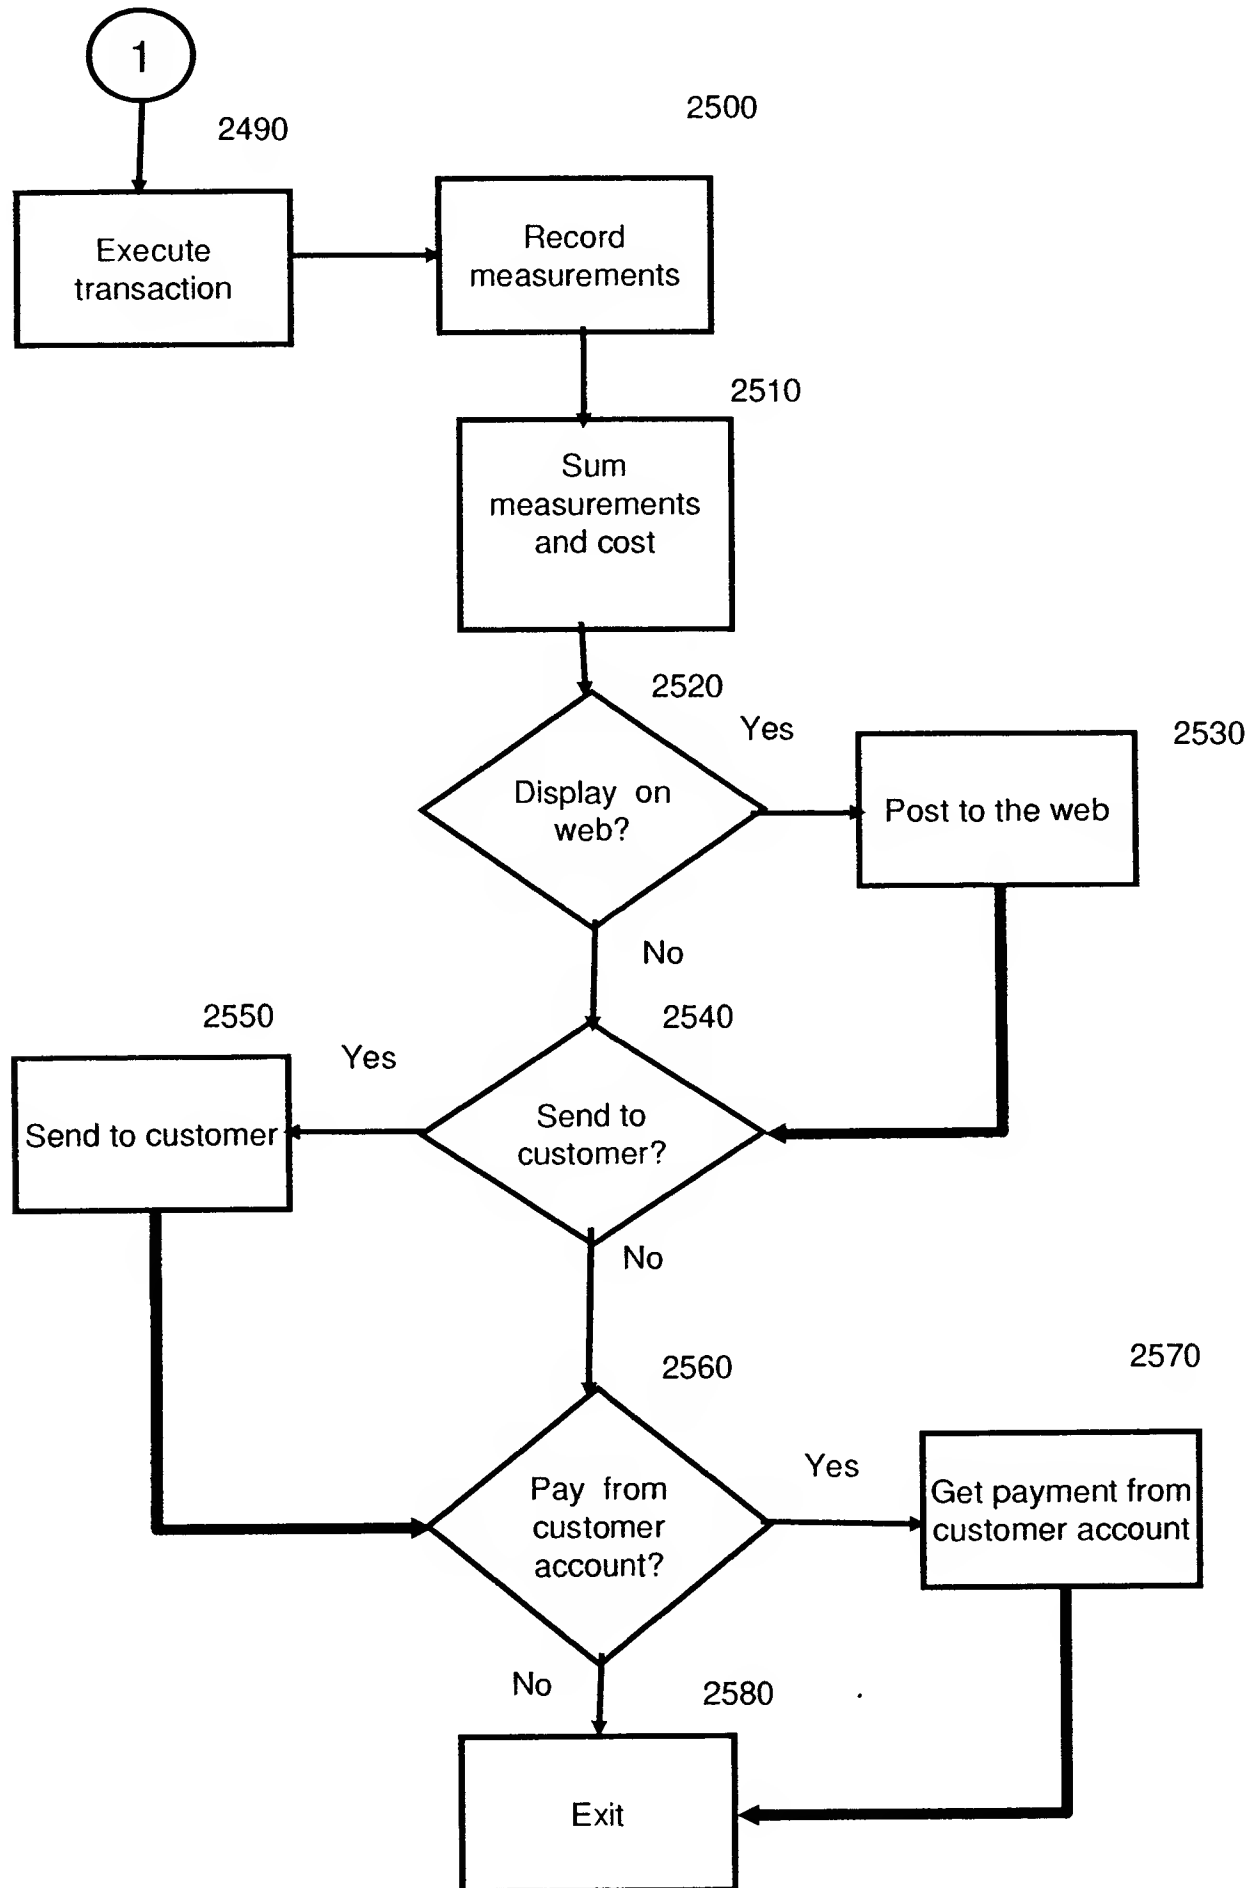 1
2490
2500
Execute
transaction
Record
measurements
2510
Sum
measurements
and cost
2520
Yes
2530
Display on
web?
Post to the web
No
2550
2540
Yes
Send to customer
Send to
customer?
No
2560
2570
Yes
Pay from
customer
account?
Get payment from
customer account
No
2580
Exit